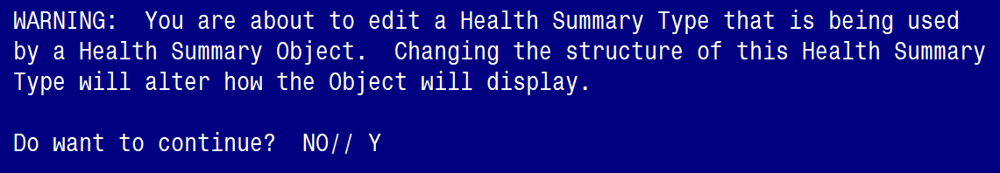 WARNING:  You are about to edit a Health Summary Type that is being used
by a Health Summary Object.  Changing the structure of this Health Summary
Type will alter how the Object will display.

Do want to continue?  NO// Y